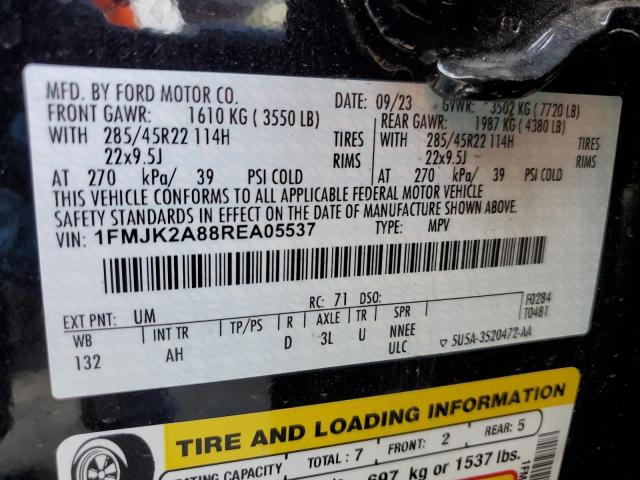 MFD. BY FORD MOTOR CO.
DATE: 09/23 GVWR: 3502 KG ( 7720 LB)
FRONT GAWR: 1610 KG ( 3550 LB) REAR GAWR: 1987 KG ( 4380 LB)
WITH 285/45R22 114H TIRES WITH 285/45R22 114H TIRES
22x9.5J RIMS 22x9.5J RIMS
AT 270 kPa/ 39 PSI COLD AT 270 kPa/ 39 PSI COLD
THIS VEHICLE CONFORMS TO ALL APPLICABLE FEDERAL MOTOR VEHICLE
SAFETY STANDARDS IN EFFECT ON THE DATE OF MANUFACTURE SHOWN ABOVE.
VIN: 1FMJK2A88REA05537 TYPE: MPV
F0284
T0481
EXT PNT: UM RC: 71 DSO:
WB INT TR TP/PS R AXLE TR SPR
132 AH D 3L U NNEE
ULC
▽ 5U5A-3520472-AA
TIRE AND LOADING INFORMATION
SEATING CAPACITY TOTAL: 7 FRONT: 2 REAR: 5
697 kg or 1537 lbs.
1FM